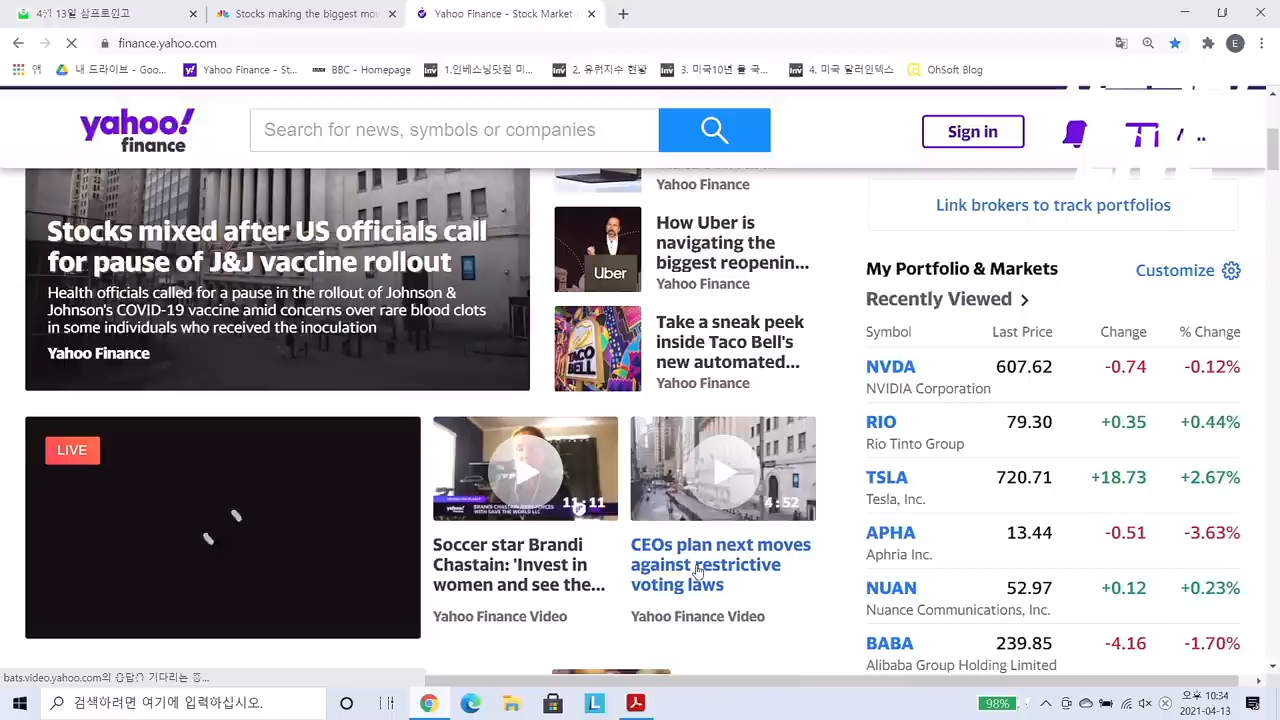 4월 13일 삼프로원고
Stocks making the biggest mov
Yahoo Finance - Stock Market
finance.yahoo.com
앱
내 드라이브 - Goo...
Yahoo Finance - St...
BBC - Homepage
1.인베스팅닷컴 미...
2. 유럽지수 현황
3. 미국10년 물 국...
4. 미국 달러인덱스
OhSoft Blog
yahoo!
finance
Search for news, symbols or companies
Sign in
Stocks mixed after US officials call
for pause of J&J vaccine rollout
Health officials called for a pause in the rollout of Johnson &
Johnson's COVID-19 vaccine amid concerns over rare blood clots
in some individuals who received the inoculation
Yahoo Finance
Yahoo Finance
How Uber is
navigating the
biggest reopenin...
Yahoo Finance
Uber
Take a sneak peek
inside Taco Bell's
new automated...
Yahoo Finance
TACO
BELL
LIVE
11:11
Soccer star Brandi
Chastain: 'Invest in
women and see the...
Yahoo Finance Video
4:52
CEOs plan next moves
against restrictive
voting laws
Yahoo Finance Video
Link brokers to track portfolios
My Portfolio & Markets
Customize
Recently Viewed
Symbol Last Price Change % Change
NVDA 607.62 -0.74 -0.12%
NVIDIA Corporation
RIO 79.30 +0.35 +0.44%
Rio Tinto Group
TSLA 720.71 +18.73 +2.67%
Tesla, Inc.
APHA 13.44 -0.51 -3.63%
Aphria Inc.
NUAN 52.97 +0.12 +0.23%
Nuance Communications, Inc.
BABA 239.85 -4.16 -1.70%
Alibaba Group Holding Limited
bats.video.yahoo.com의 응답을 기다리는 중...
검색하려면 여기에 입력하십시오.
98%
오후 10:34
2021-04-13